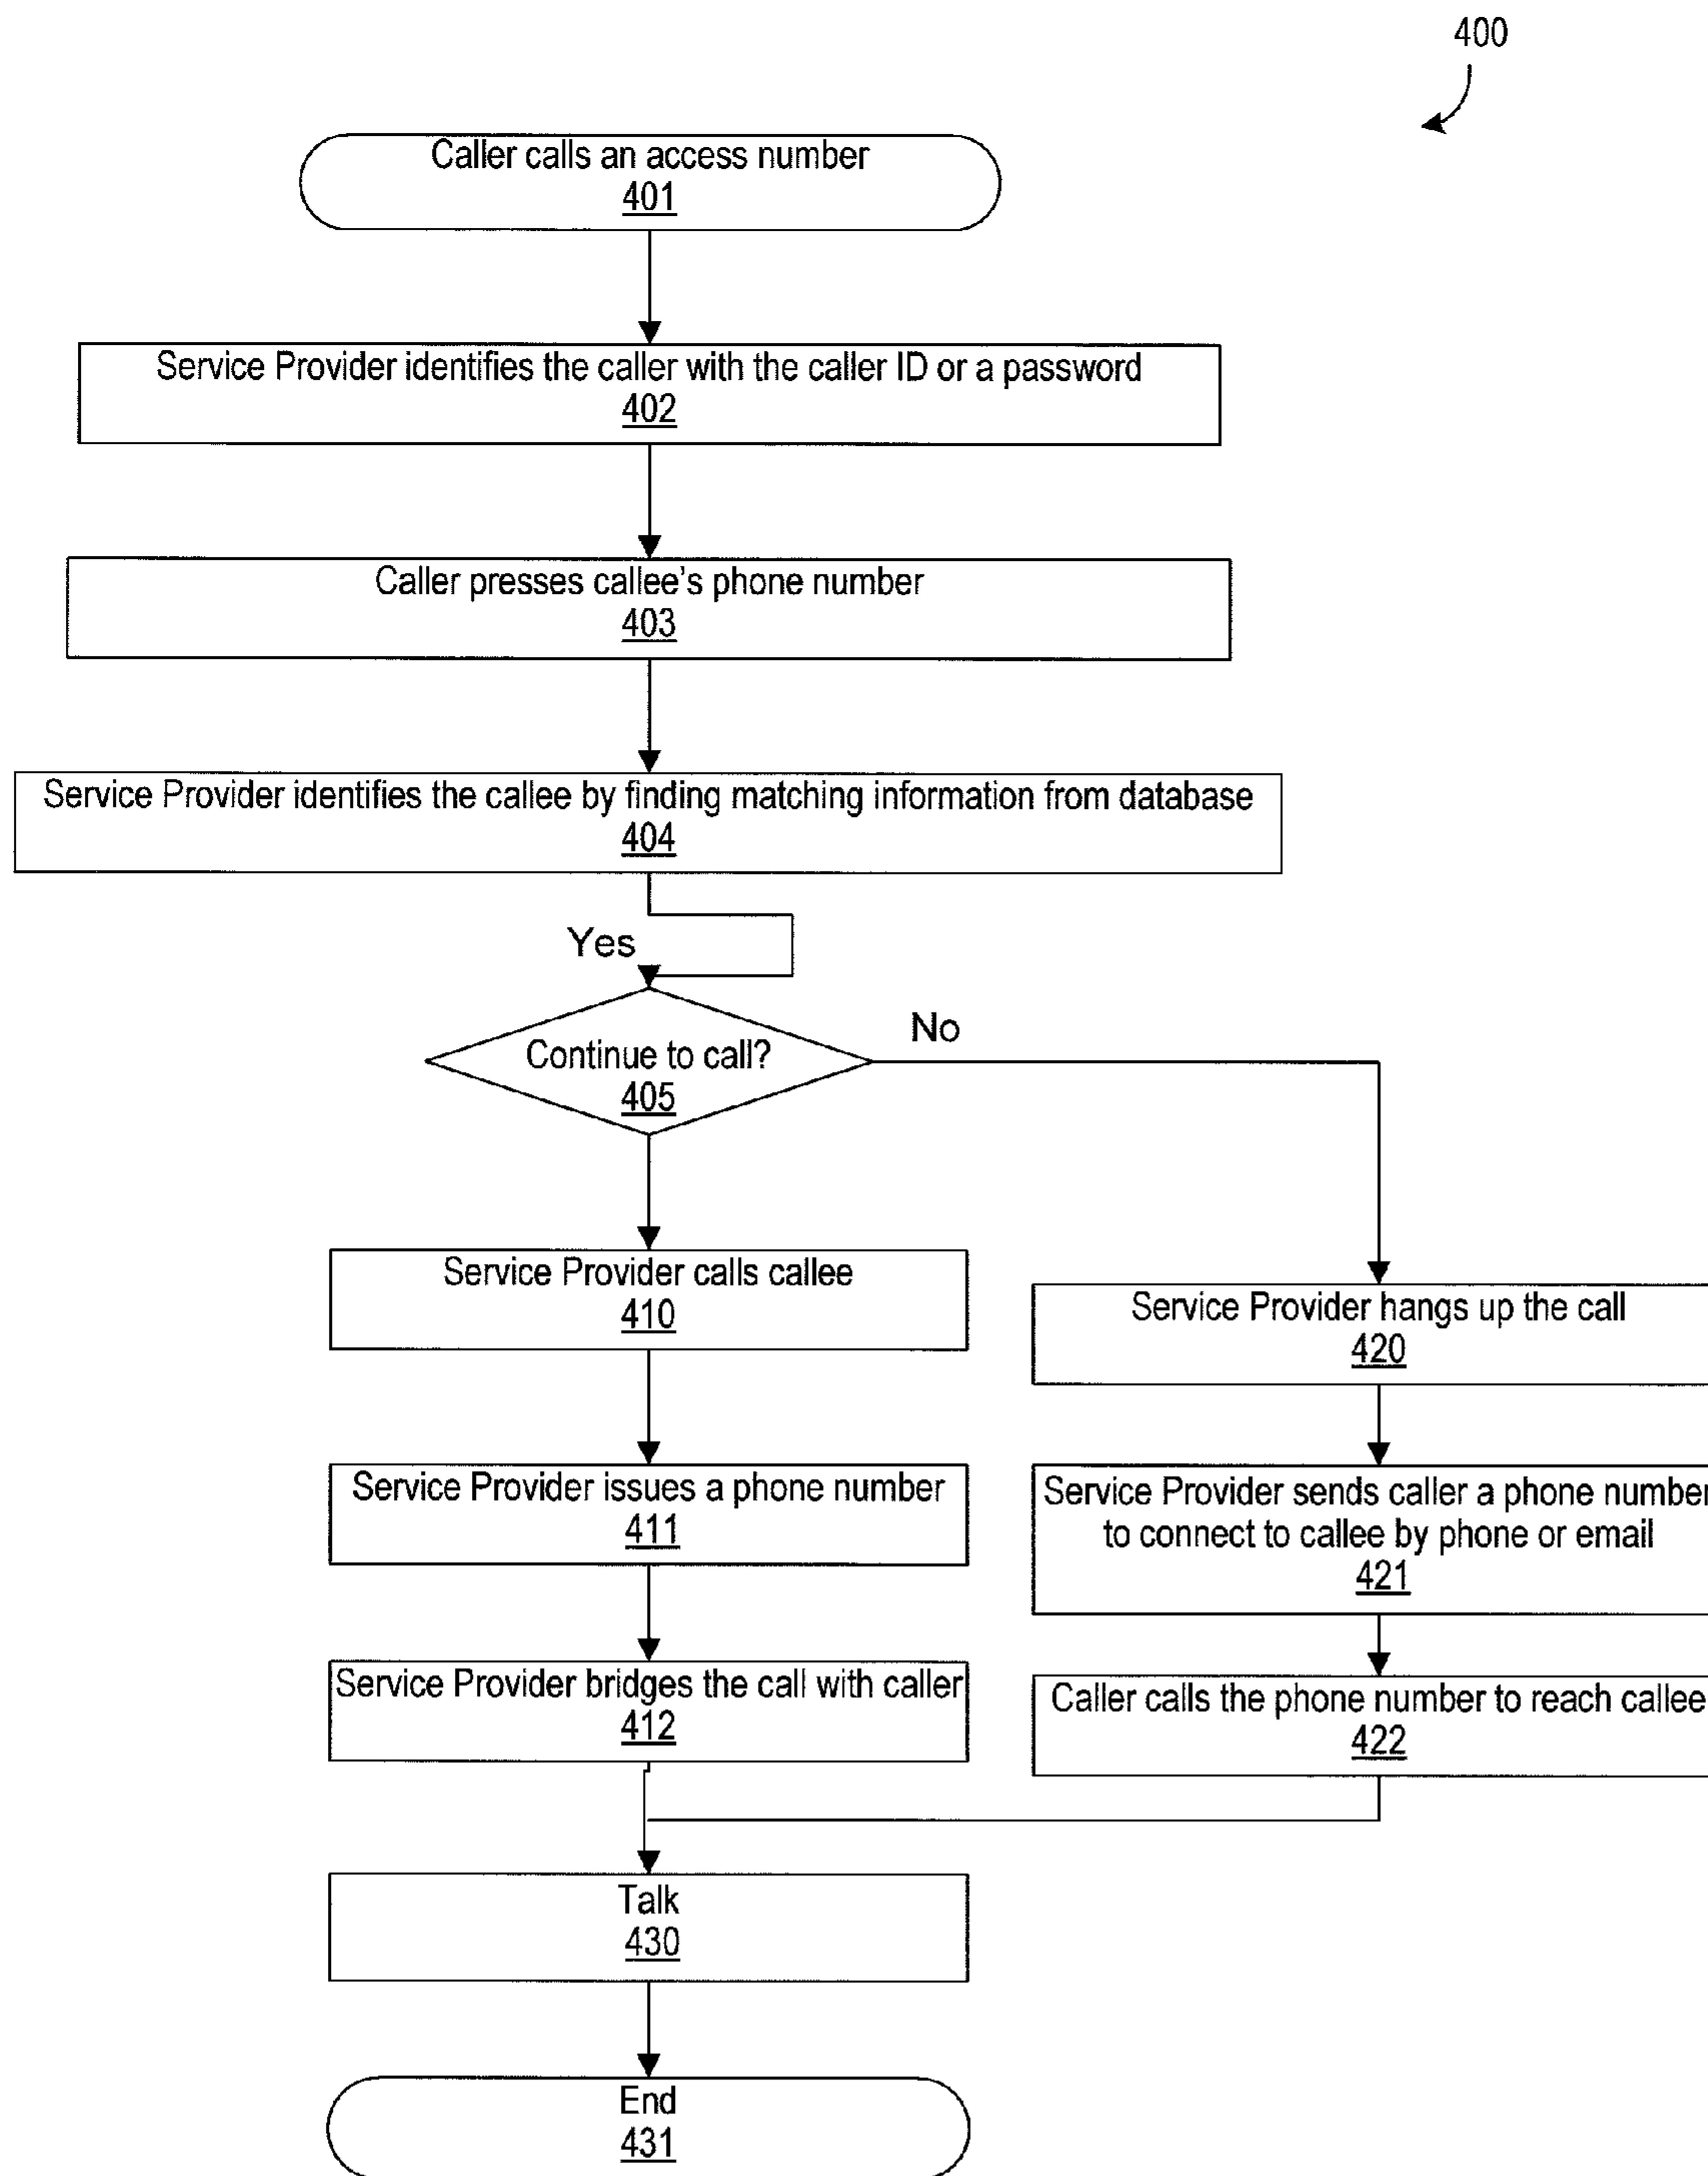 400
Caller calls an access number
401
Service Provider identifies the caller with the caller ID or a password
402
Caller presses callee's phone number
403
Service Provider identifies the callee by finding matching information from database
404
Yes
No
Continue to call?
405
Service Provider calls callee
410
Service Provider issues a phone number
411
Service Provider bridges the call with caller
412
Service Provider hangs up the call
420
Service Provider sends caller a phone number
to connect to callee by phone or email
421
Caller calls the phone number to reach callee
422
Talk
430
End
431